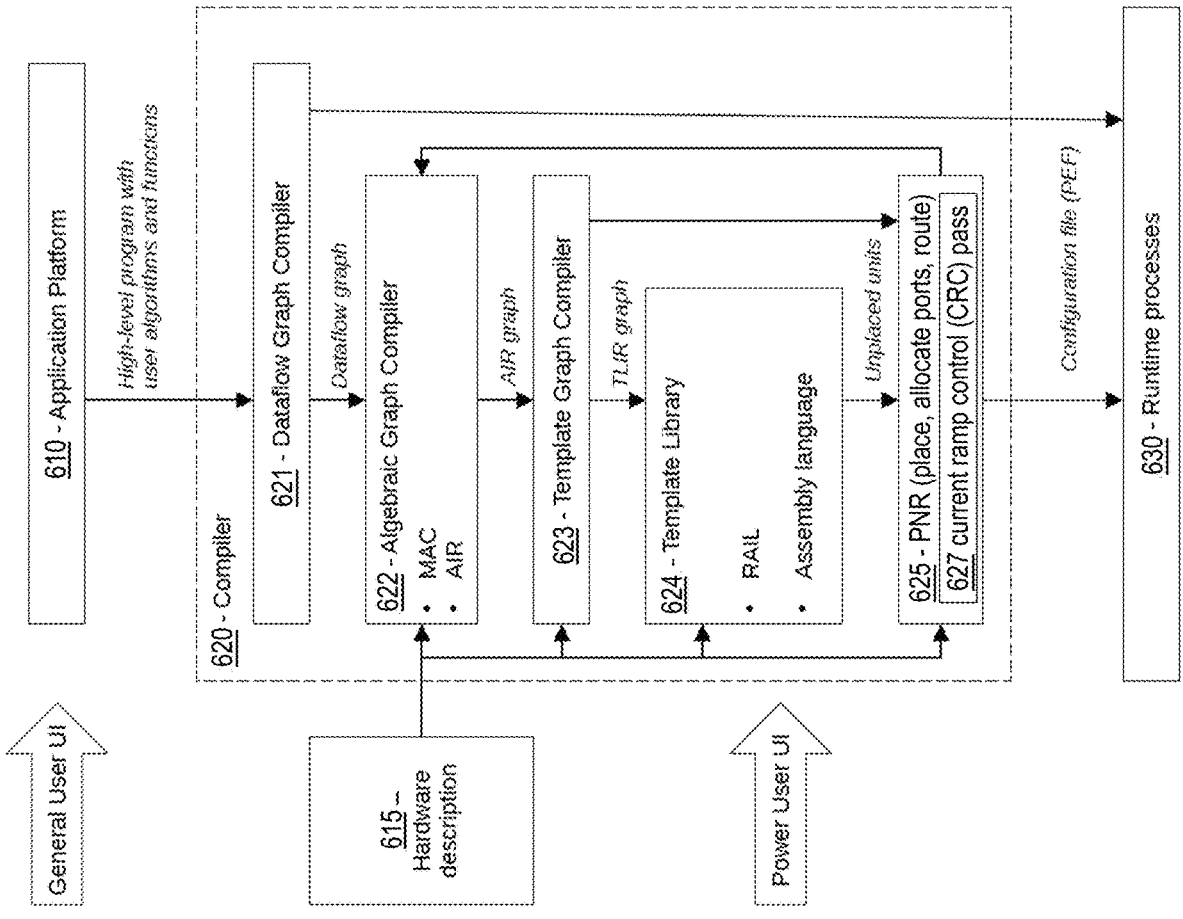 General User UI
610 - Application Platform
High-level program with
user algorithms and functions
620 - Compiler
621 - Dataflow Graph Compiler
Dataflow graph
615 –
Hardware
description
622 - Algebraic Graph Compiler
• MAC
• AIR
AIR graph
623 - Template Graph Compiler
TLIR graph
Power User UI
624 - Template Library
• RAIL
• Assembly language
Unplaced units
625 - PNR (place, allocate ports, route)
627 current ramp control (CRC) pass
Configuration file (PEF)
630 - Runtime processes